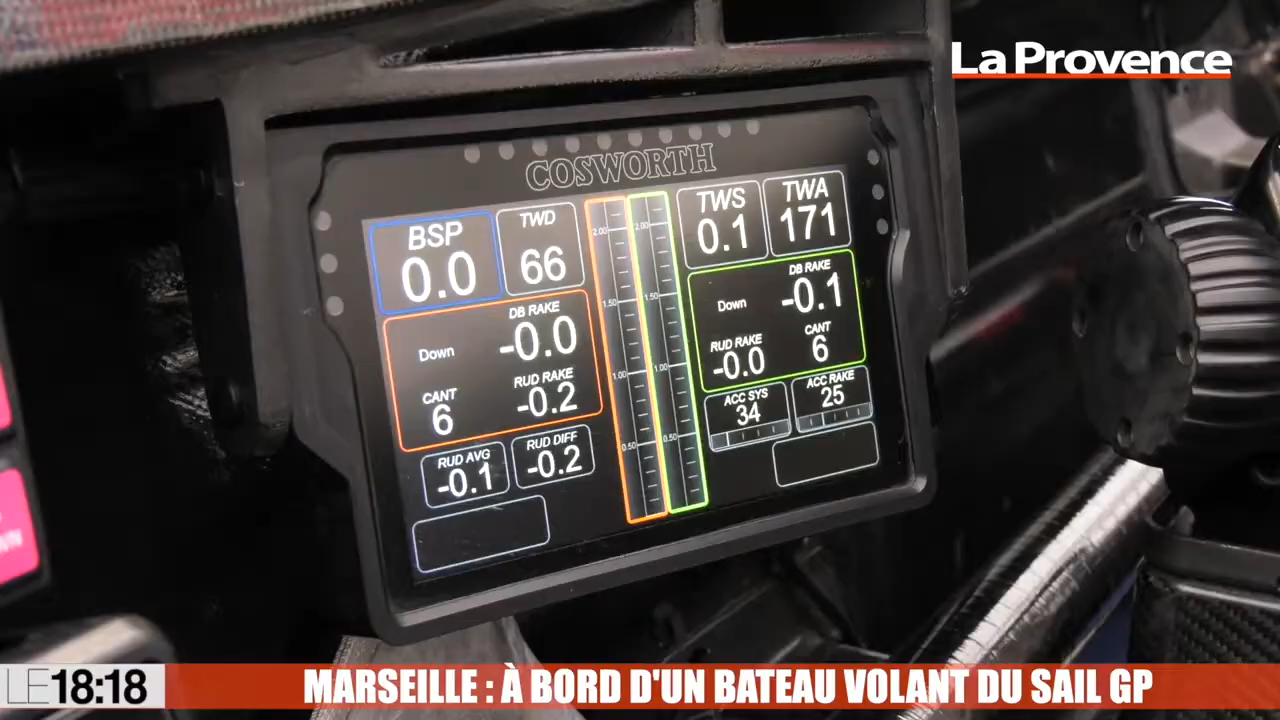 La Provence
COSWORTH
BSP
0.0
TWD
66
TWS
0.1
TWA
171
2.00
2.00
1.50
1.50
1.00
1.00
0.50
0.50
DB RAKE
Down
-0.0
CANT
6
RUD RAKE
-0.2
DB RAKE
Down
-0.1
RUD RAKE
-0.0
CANT
6
RUD AVG
-0.1
RUD DIFF
-0.2
ACC SYS
34
ACC RAKE
25
LE 18:18
MARSEILLE : À BORD D'UN BATEAU VOLANT DU SAIL GP